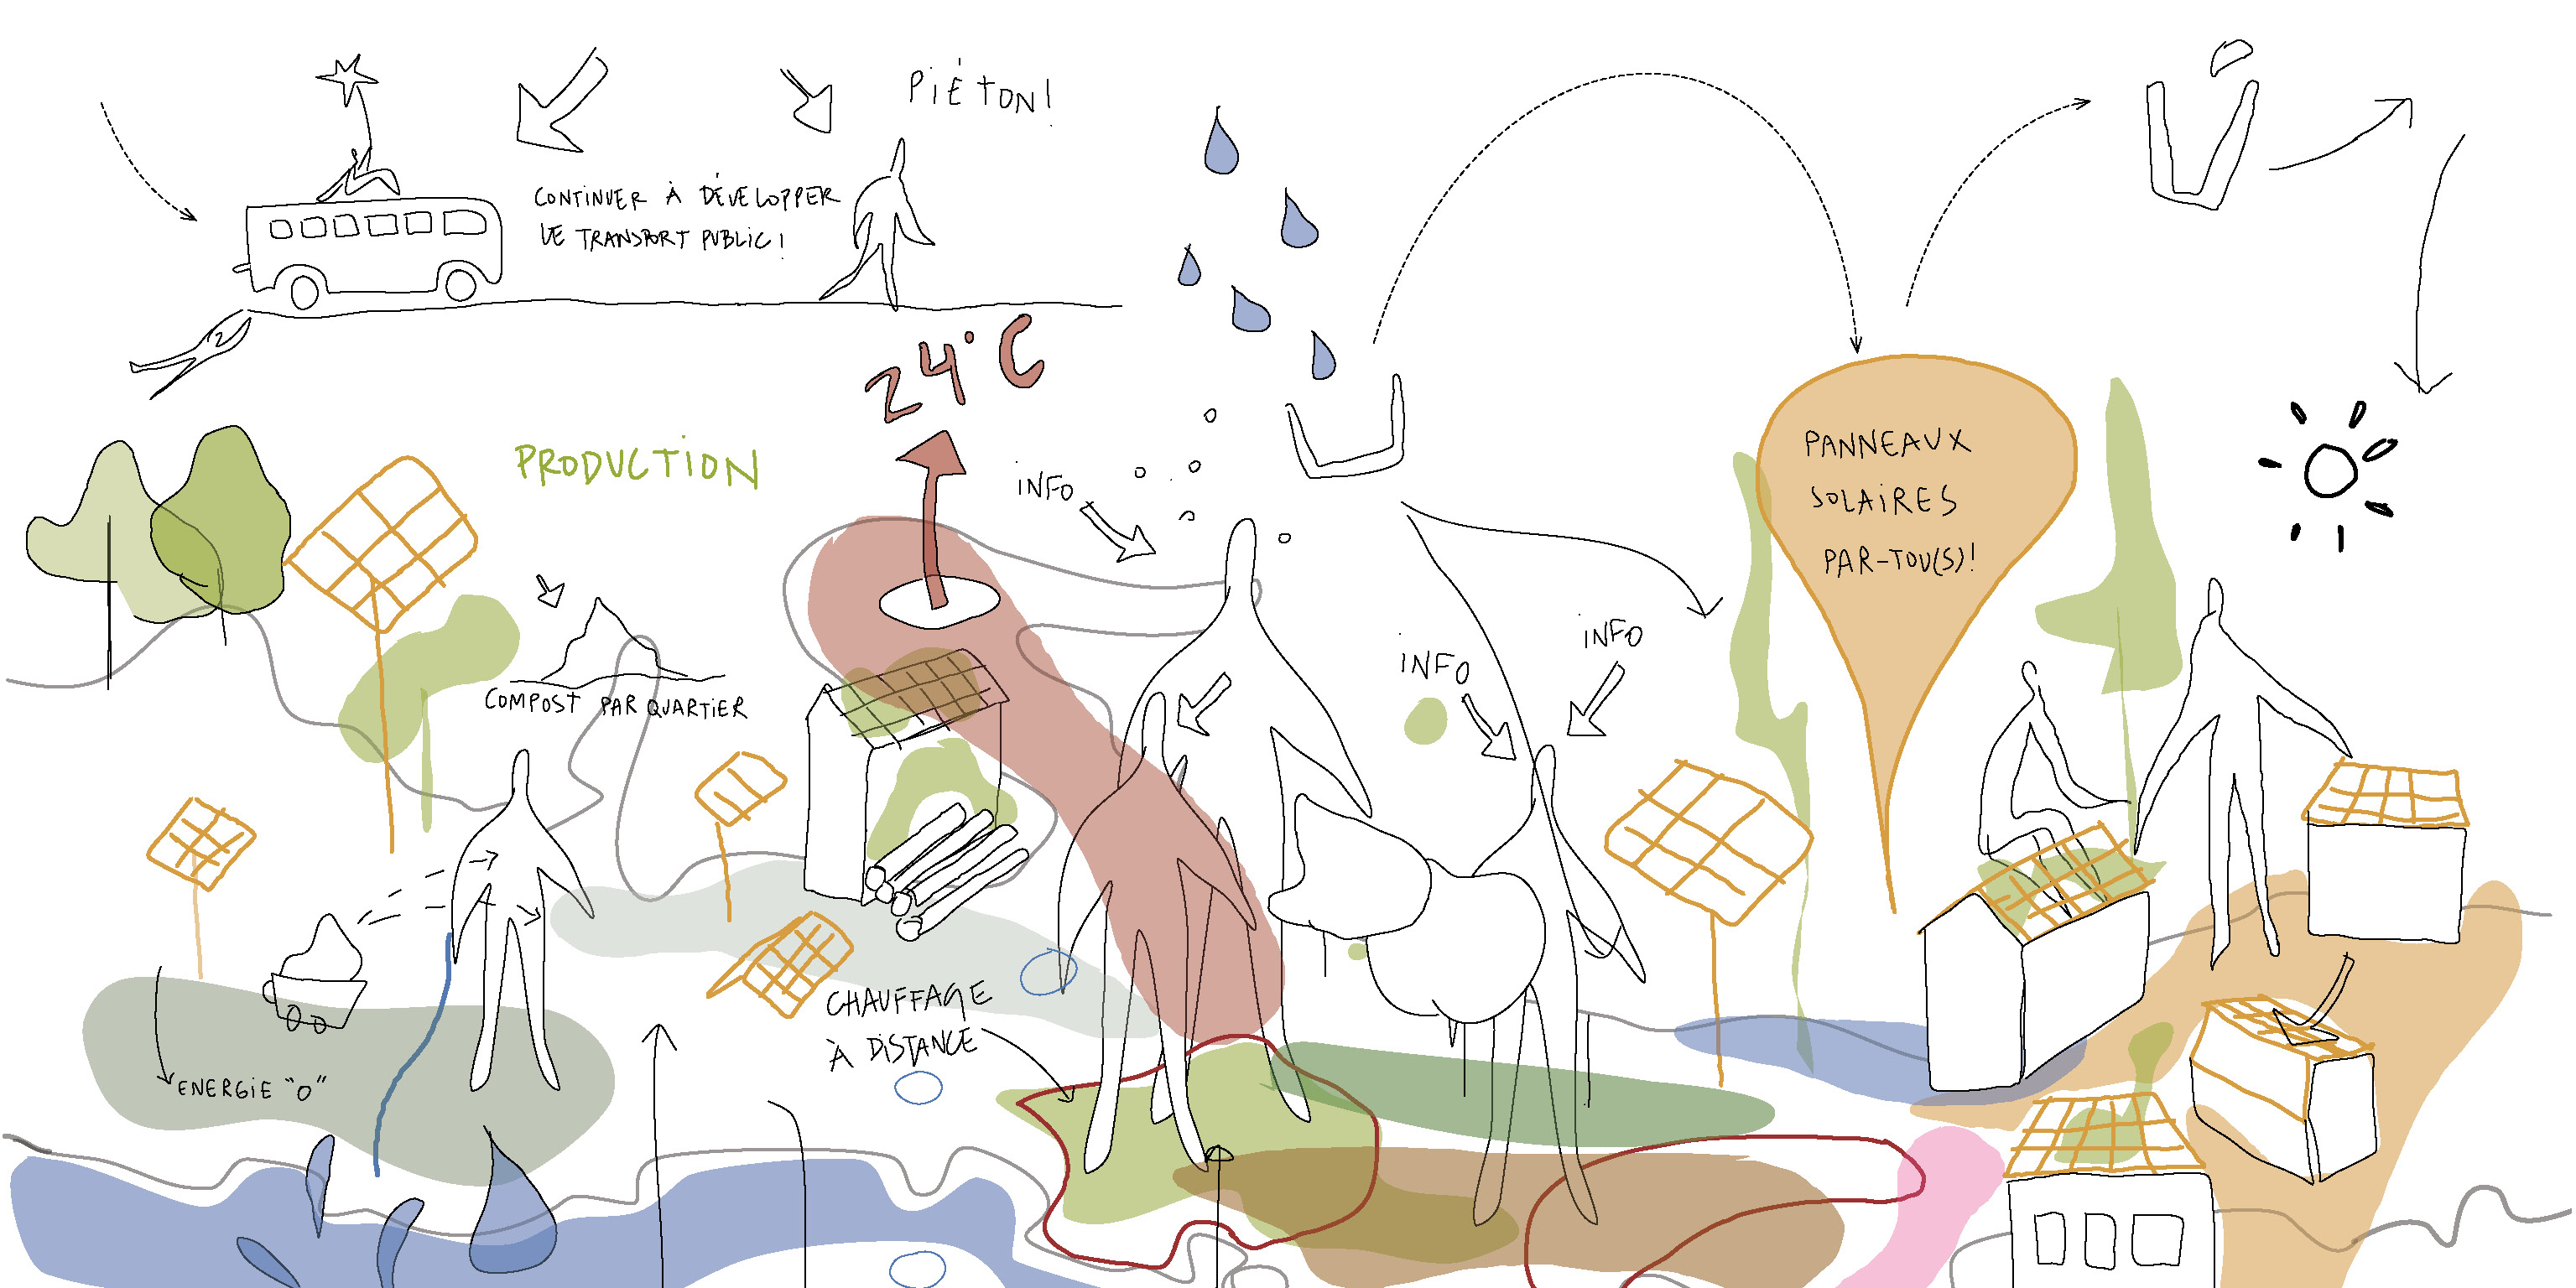 PIÉTON!
CONTINUER À DÉVELOPPER
LE TRANSPORT PUBLIC!
24°C
PRODUCTION
INFO
PANNEAUX
SOLAIRES
PAR-TOU(S)!
INFO
INFO
COMPOST PAR QUARTIER
CHAUFFAGE
À DISTANCE
ENERGIE "0"